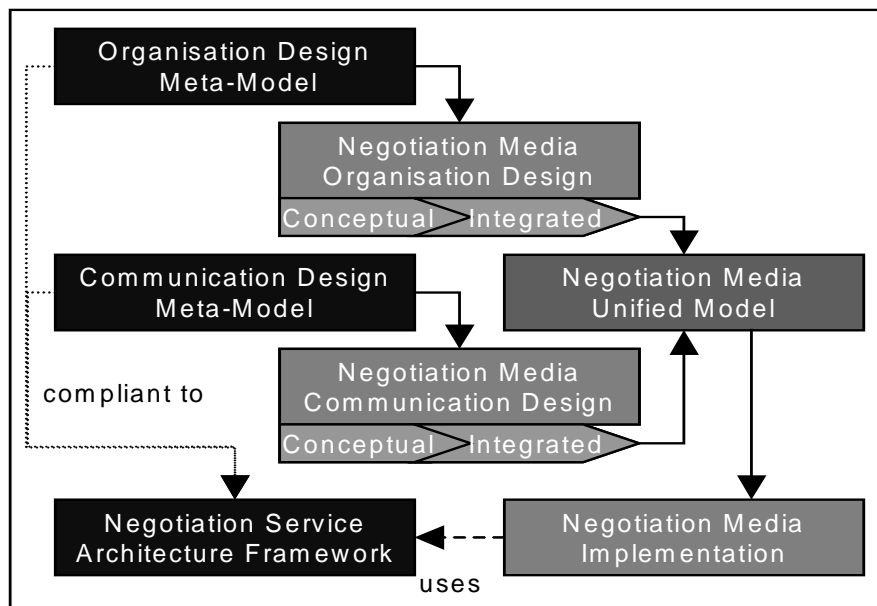 Organisation Design
Meta-Model
Negotiation Media
Organisation Design
Conceptual Integrated
Communication Design
Meta-Model
Negotiation Media
Unified Model
Negotiation Media
Communication Design
Conceptual Integrated
compliant to
Negotiation Service
Architecture Framework
uses
Negotiation Media
Implementation